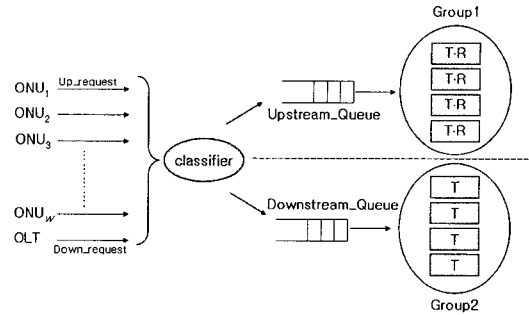 Group1
Up_request
ONU1
ONU2
ONU3
ONUW
OLT
Down_request
classifier
Upstream_Queue
Downstream_Queue
T·R
T·R
T·R
T·R
T
T
T
T
Group2